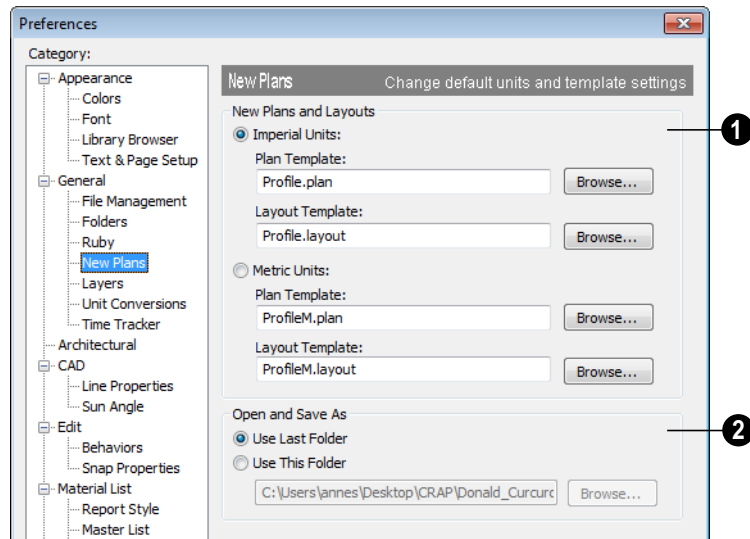 Preferences
Category:
Appearance
Colors
Font
Library Browser
Text & Page Setup
General
File Management
Folders
Ruby
New Plans
Layers
Unit Conversions
Time Tracker
Architectural
CAD
Line Properties
Sun Angle
Edit
Behaviors
Snap Properties
Material List
Report Style
Master List
New Plans Change default units and template settings
New Plans and Layouts
1
Imperial Units:
Plan Template:
Profile.plan Browse...
Layout Template:
Profile.layout Browse...
Metric Units:
Plan Template:
ProfileM.plan Browse...
Layout Template:
ProfileM.layout Browse...
Open and Save As
2
Use Last Folder
Use This Folder
C:\Users\annes\Desktop\CRAP\Donald_Curcurc Browse...